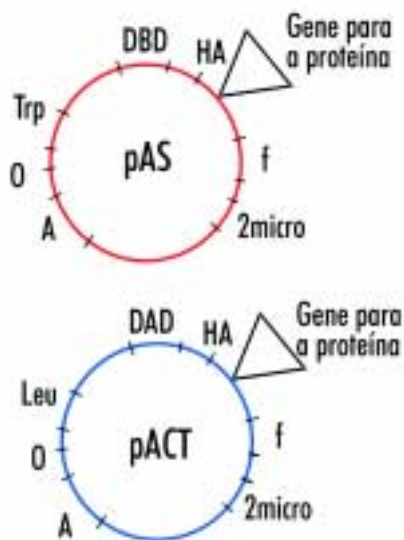 DBD
HA
Gene para
a proteína
Trp
pAS
f
O
A
2micro
DAD
HA
Gene para
a proteína
Leu
pACT
f
O
A
2micro